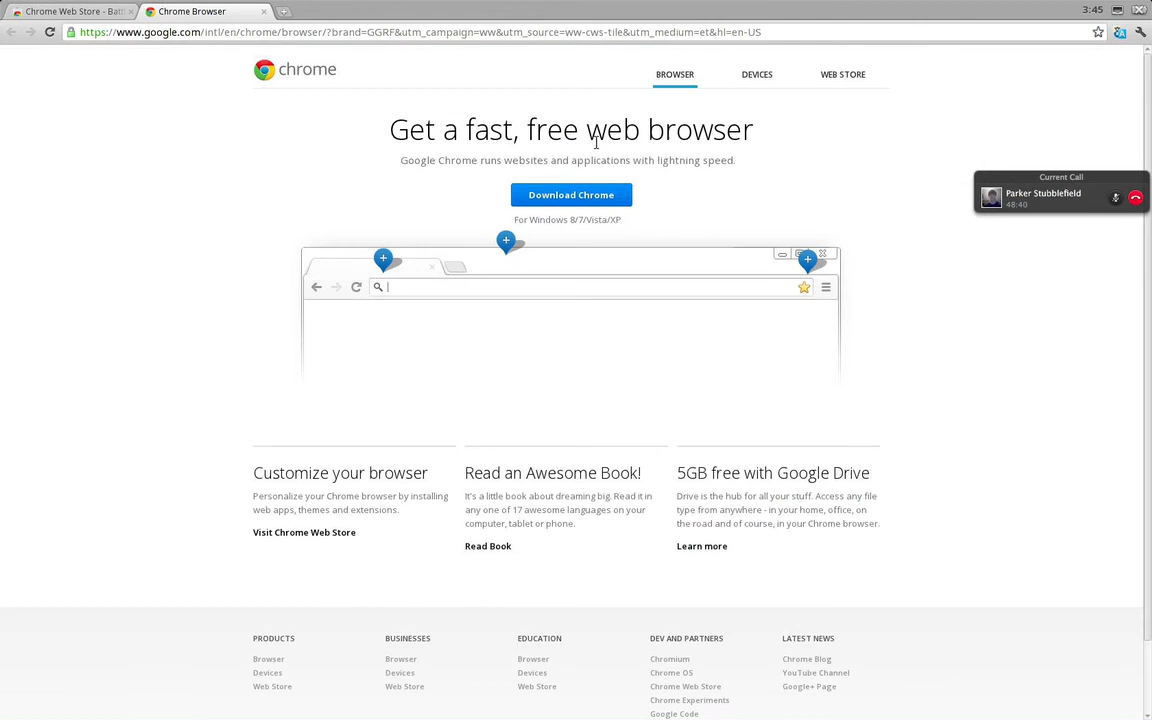 Chrome Web Store - Batt
Chrome Browser
3:45
https://www.google.com/intl/en/chrome/browser/?brand=GGRF&utm_campaign=ww&utm_source=ww-cws-tile&utm_medium=et&hl=en-US
chrome
BROWSER DEVICES WEB STORE
Get a fast, free web browser
Google Chrome runs websites and applications with lightning speed.
Download Chrome
For Windows 8/7/Vista/XP
Current Call
Parker Stubblefield
48:40
Customize your browser
Personalize your Chrome browser by installing
web apps, themes and extensions.
Visit Chrome Web Store
Read an Awesome Book!
It's a little book about dreaming big. Read it in
any one of 17 awesome languages on your
computer, tablet or phone.
Read Book
5GB free with Google Drive
Drive is the hub for all your stuff. Access any file
type from anywhere - in your home, office, on
the road and of course, in your Chrome browser.
Learn more
PRODUCTS
Browser
Devices
Web Store
BUSINESSES
Browser
Devices
Web Store
EDUCATION
Browser
Devices
Web Store
DEV AND PARTNERS
Chromium
Chrome OS
Chrome Web Store
Chrome Experiments
Google Code
LATEST NEWS
Chrome Blog
YouTube Channel
Google+ Page